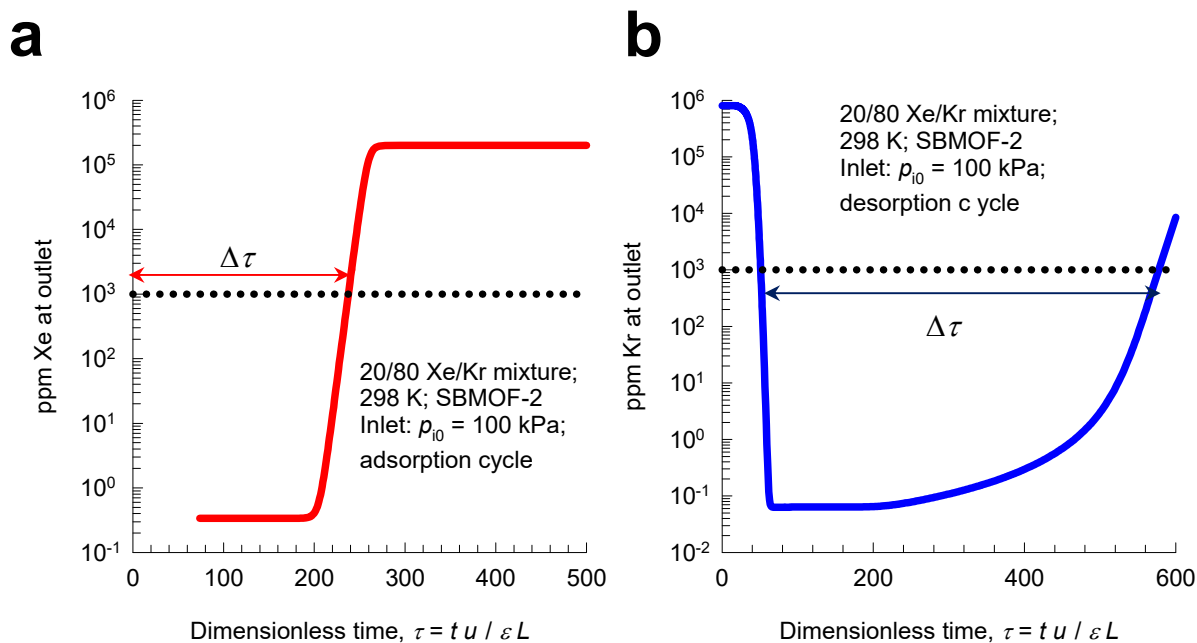 a
ppm Xe at outlet
10⁶
10⁵
10⁴
10³
10²
10¹
10⁰
10⁻¹
Δτ
20/80 Xe/Kr mixture;
298 K; SBMOF-2
Inlet: pᵢ₀ = 100 kPa;
adsorption cycle
0 100 200 300 400 500
Dimensionless time, τ = t u / ε L
b
ppm Kr at outlet
10⁶
10⁵
10⁴
10³
10²
10¹
10⁰
10⁻¹
10⁻²
20/80 Xe/Kr mixture;
298 K; SBMOF-2
Inlet: pᵢ₀ = 100 kPa;
desorption c ycle
Δτ
0 200 400 600
Dimensionless time, τ = t u / ε L